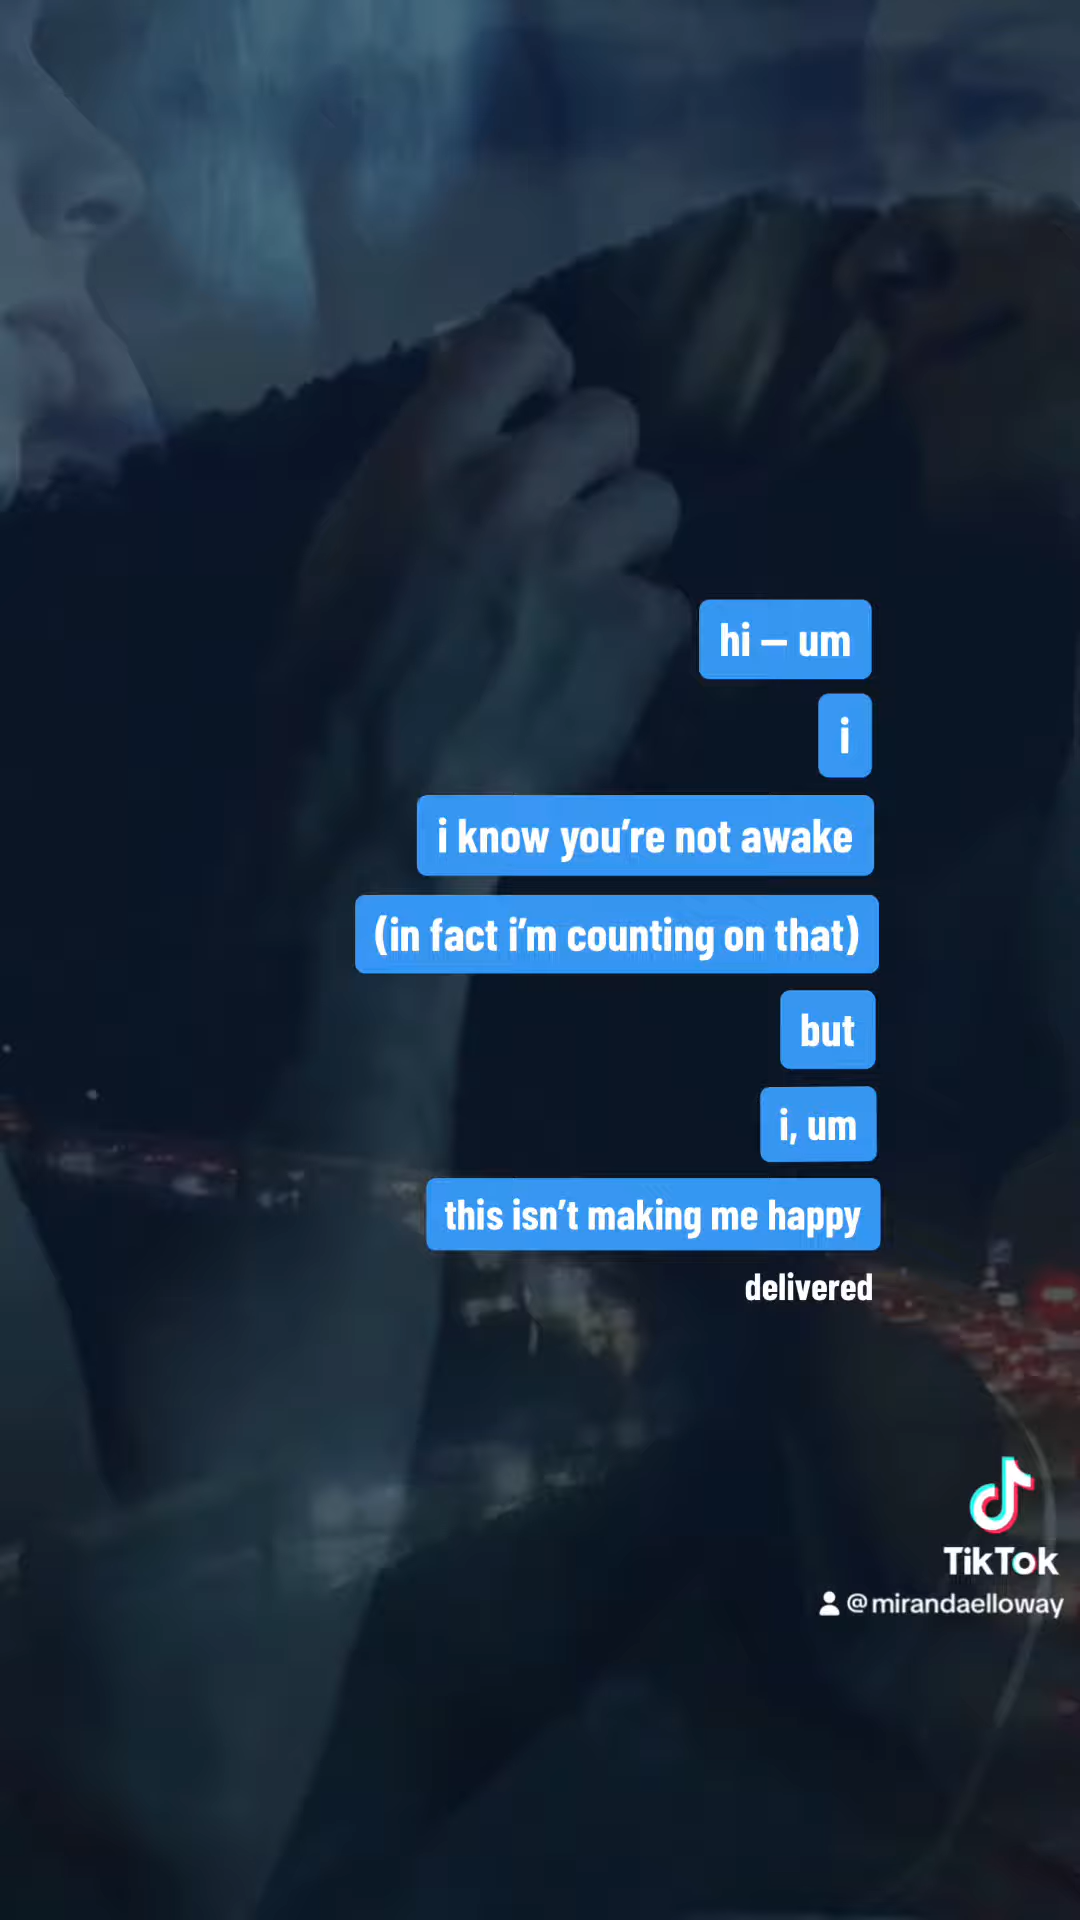 hi – um
i
i know you’re not awake
(in fact i’m counting on that)
but
i, um
this isn’t making me happy
delivered
TikTok
@mirandaelloway